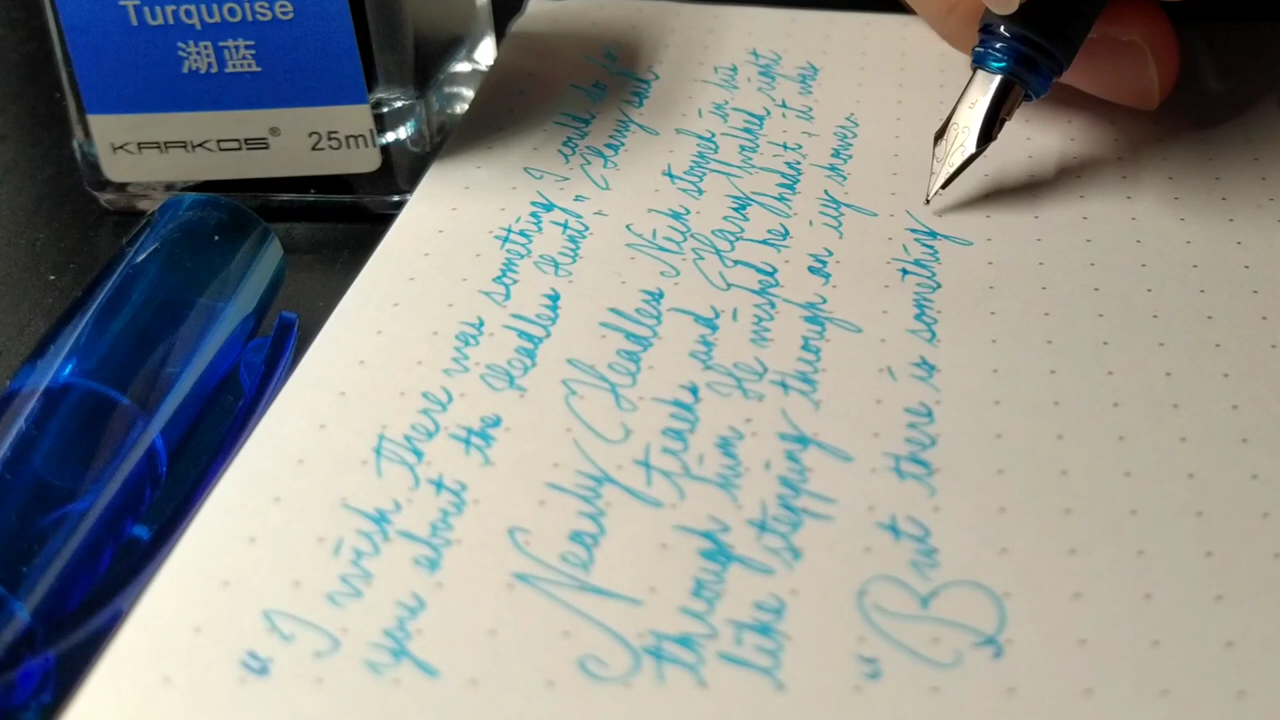 Turquoise
湖蓝
KARKOS® 25ml
F
"I wish there was something I could do for
you about the Headless Hunt" Harry said.
Nearly Headless Nick stopped in his
tracks and Harry walked right
through him. He wished he hadn't; it was
like stepping through an icy shower.
"But there is something